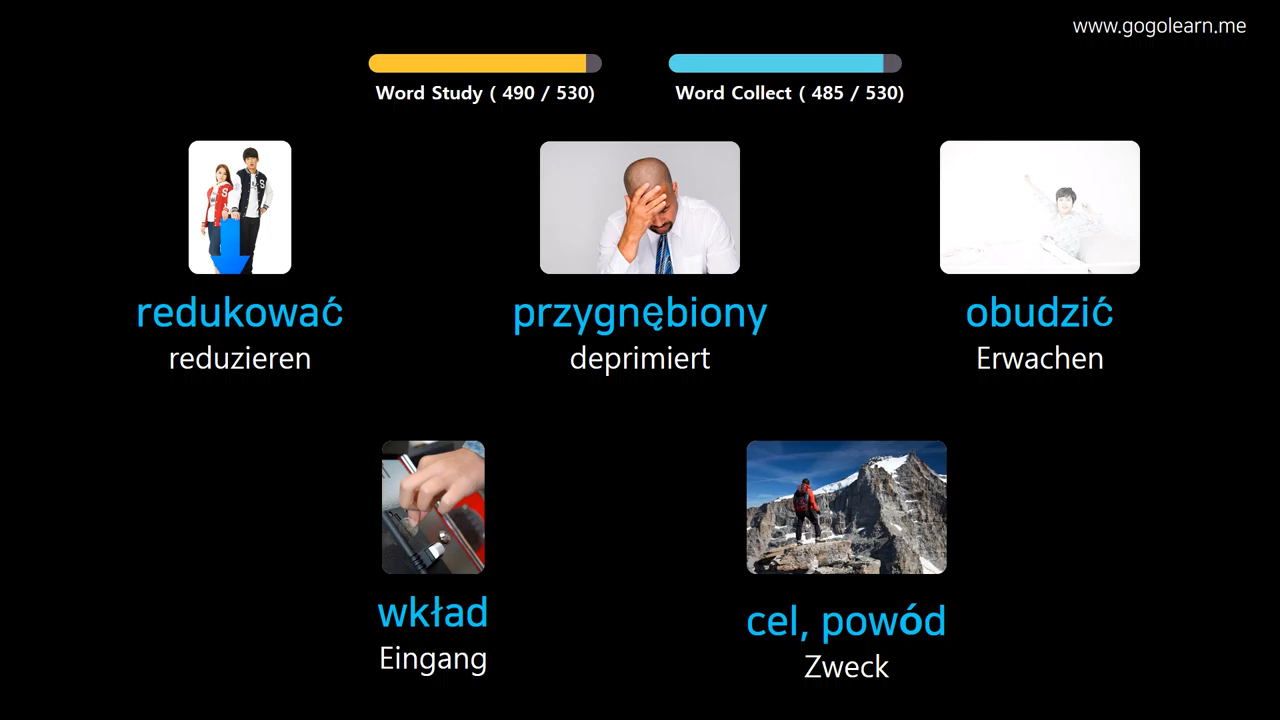 www.gogolearn.me
Word Study ( 490 / 530)
Word Collect ( 485 / 530)
redukować
reduzieren
przygnębiony
deprimiert
obudzić
Erwachen
wkład
Eingang
cel, powód
Zweck